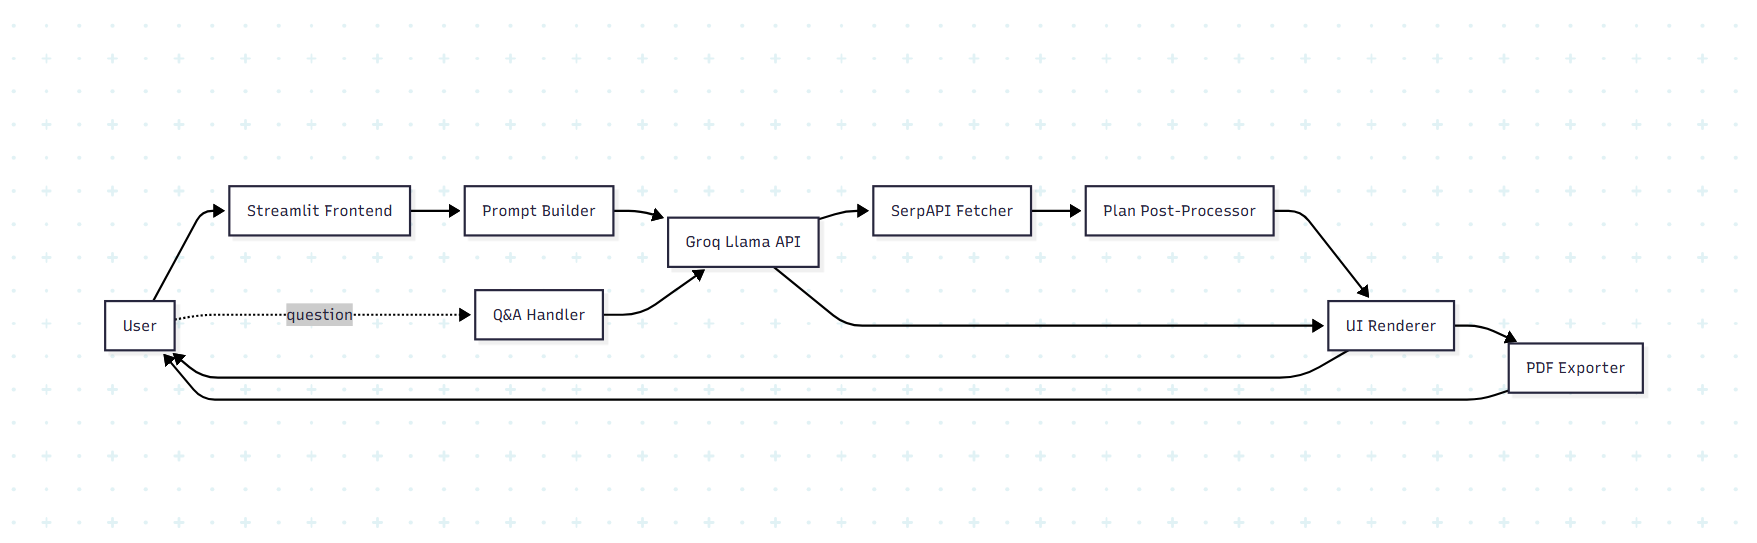 Streamlit Frontend
Prompt Builder
Groq Llama API
SerpAPI Fetcher
Plan Post-Processor
User
question
Q&A Handler
UI Renderer
PDF Exporter